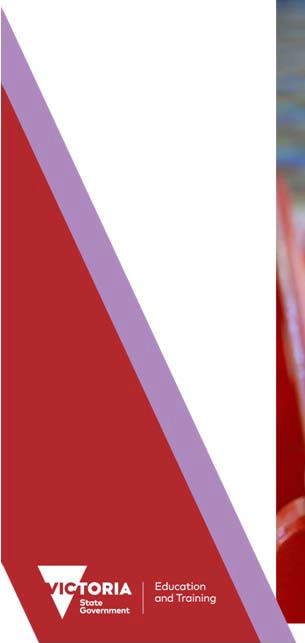 VICTORIA
State
Government
Education
and Training